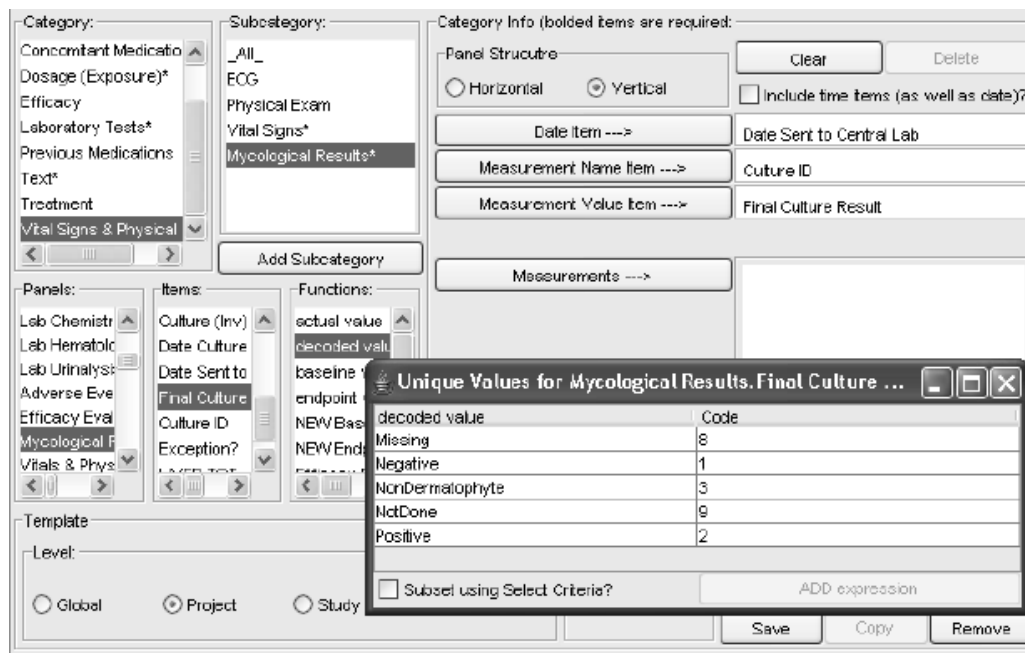 Category:
Concomitant Medicatio
Dosage (Exposure)*
Efficacy
Laboratory Tests*
Previous Medications
Text*
Treatment
Vital Signs & Physical
Subcategory:
_All_
ECG
Physical Exam
Vital Signs*
Mycological Results*
Add Subcategory
Category Info (bolded items are required:
Panel Strucutre
Horizontal
Vertical
Clear
Delete
Include time items (as well as date)?
Date Item --->
Date Sent to Central Lab
Measurement Name Item --->
Cuture ID
Measurement Value Item --->
Final Culture Result
Measurements --->
Panels:
Lab Chemistr
Lab Hematolc
Lab Urinalysi
Adverse Eve
Efficacy Eval
Mycological R
Vitals & Phys
Items:
Culture (Inv)
Date Culture
Date Sent to
Final Culture
Culture ID
Exception?
Functions:
actual value
decoded valu
baseline v
endpoint
NEW Base
NEW Endp
Unique Values for Mycological Results.Final Culture ...
decoded value Code
Missing 8
Negative 1
NonDermatophyte 3
NotDone 9
Positive 2
Subset using Select Criteria?
ADD expression
Template
Level:
Global
Project
Study
Save
Copy
Remove